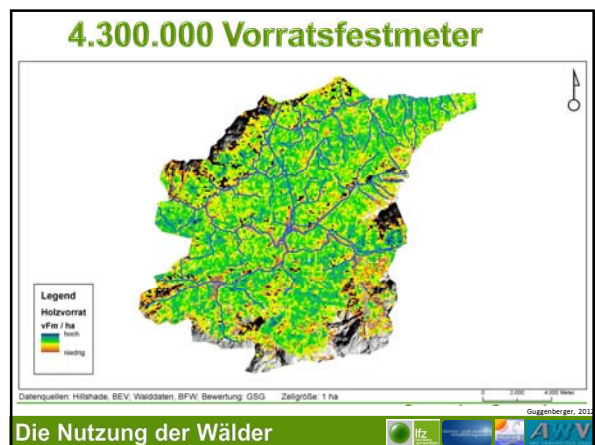 4.300.000 Vorratsfestmeter
Legend
Holzvorrat
vFm / ha
hoch
niedrig
Datenquellen: Hillshade, BEV; Walddaten, BFW; Bewertung: GSG Zellgröße: 1 ha
0 2.000 4.000 Meter
Guggenberger, 2012
Die Nutzung der Wälder
lfz
AWV